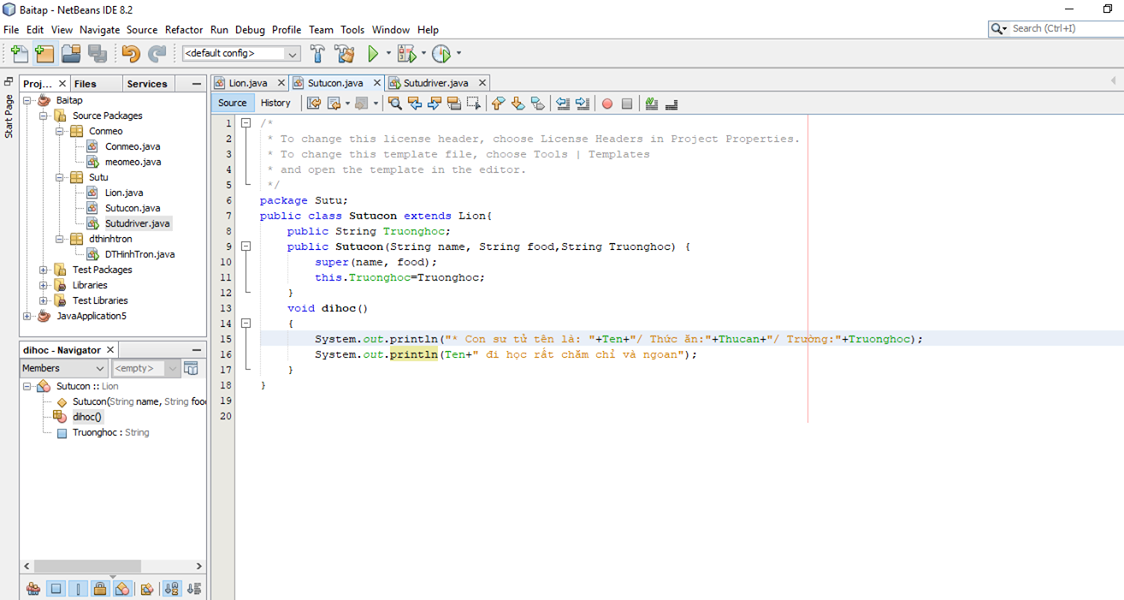 Baitap - NetBeans IDE 8.2
File Edit View Navigate Source Refactor Run Debug Profile Team Tools Window Help
Search (Ctrl+I)
<default config>
Start Page
Proj... Files Services
Baitap
Source Packages
Conmeo
Conmeo.java
meomeo.java
Sutu
Lion.java
Sutucon.java
Sutudriver.java
dthinhtron
DTHinhTron.java
Test Packages
Libraries
Test Libraries
JavaApplication5
dihoc - Navigator
Members <empty>
Sutucon :: Lion
Sutucon(String name, String foo
dihoc()
Truonghoc : String
Lion.java Sutucon.java Sutudriver.java
Source History
1 /*
2 * To change this license header, choose License Headers in Project Properties.
3 * To change this template file, choose Tools | Templates
4 * and open the template in the editor.
5 */
6 package Sutu;
7 public class Sutucon extends Lion{
8 public String Truonghoc;
9 public Sutucon(String name, String food,String Truonghoc) {
10 super(name, food);
11 this.Truonghoc=Truonghoc;
12 }
13 void dihoc()
14 {
15 System.out.println("* Con sư tử tên là: "+Ten+"/ Thức ăn:"+Thucan+"/ Trường:"+Truonghoc);
16 System.out.println(Ten+" đi học rất chăm chỉ và ngoan");
17 }
18 }
19
20